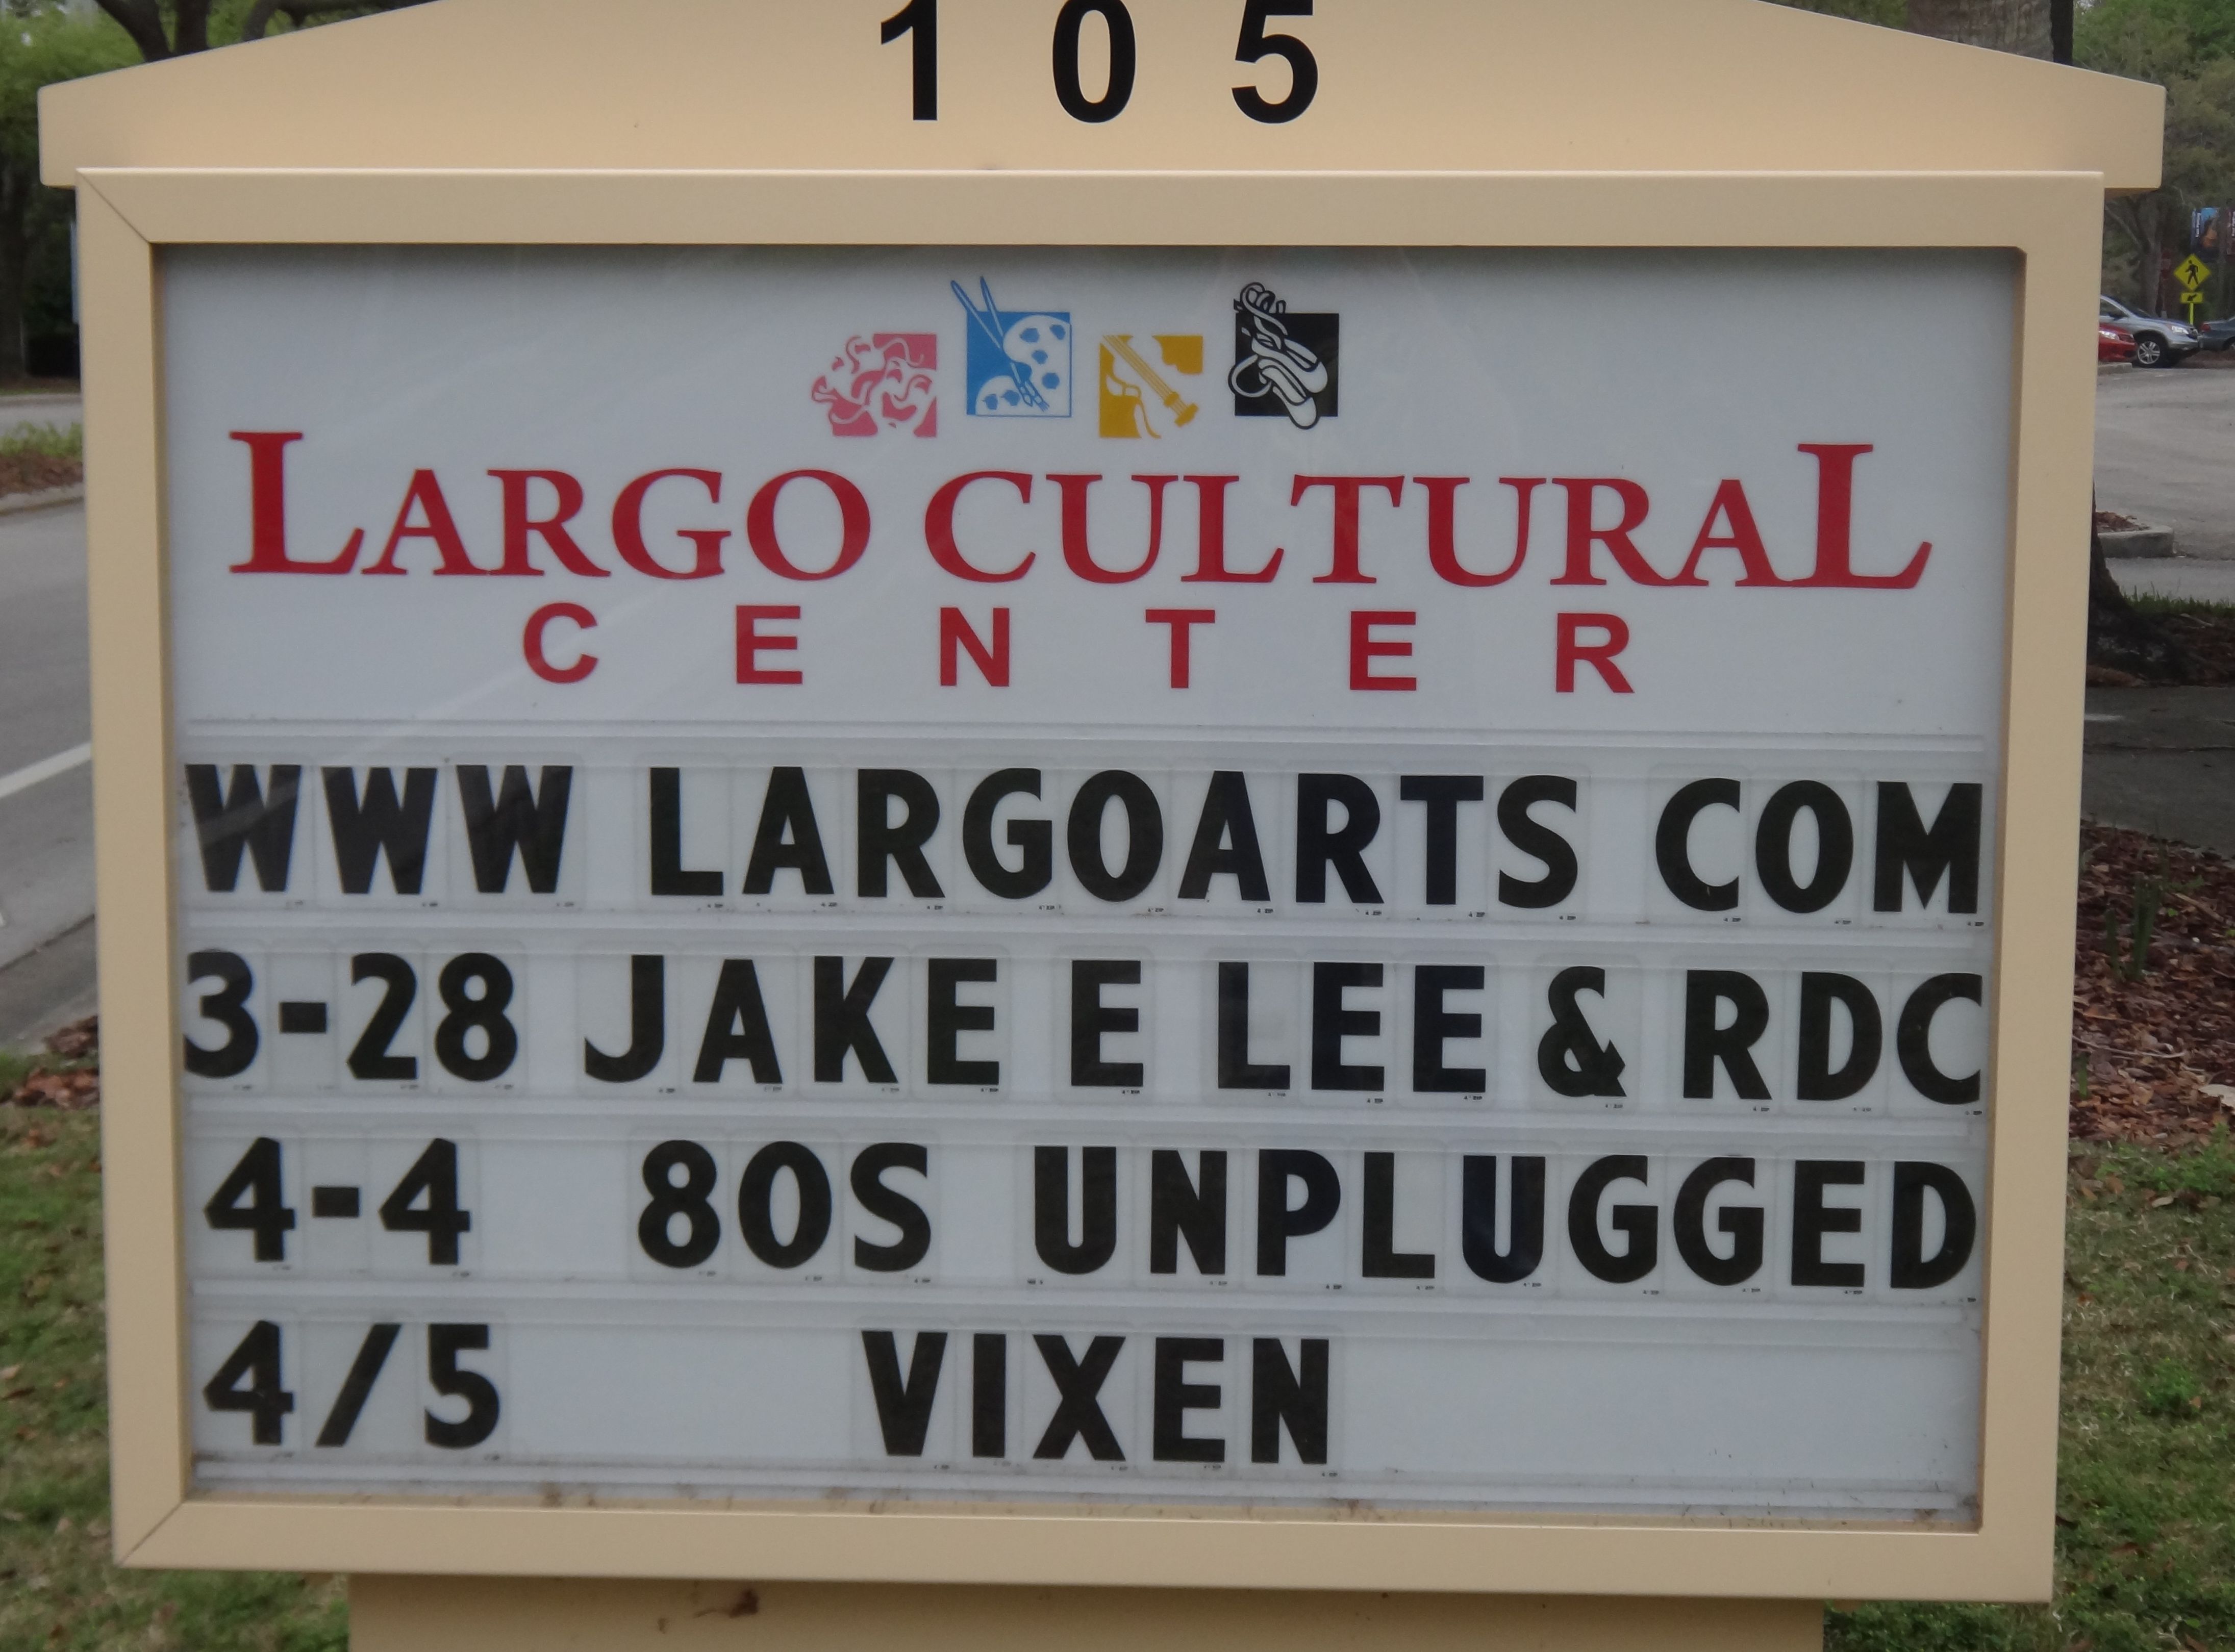 105
LARGO CULTURAL
CENTER
WWW LARGOARTS COM
3-28 JAKE E LEE & RDC
4-4 80S UNPLUGGED
4/5 VIXEN